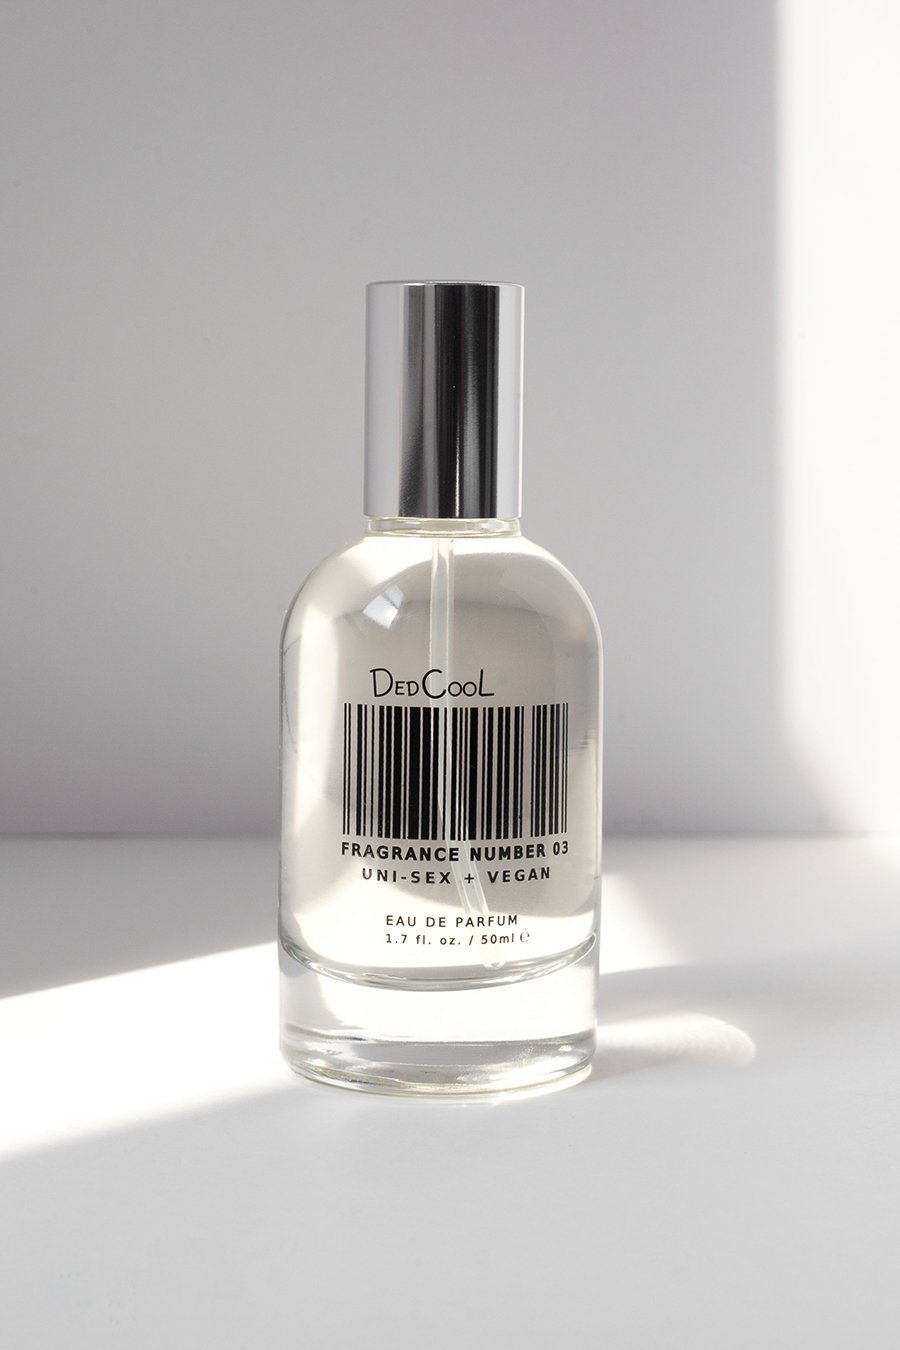 DedCool
FRAGRANCE NUMBER 03
UNI-SEX + VEGAN
EAU DE PARFUM
1.7 fl. oz. / 50ml ℮